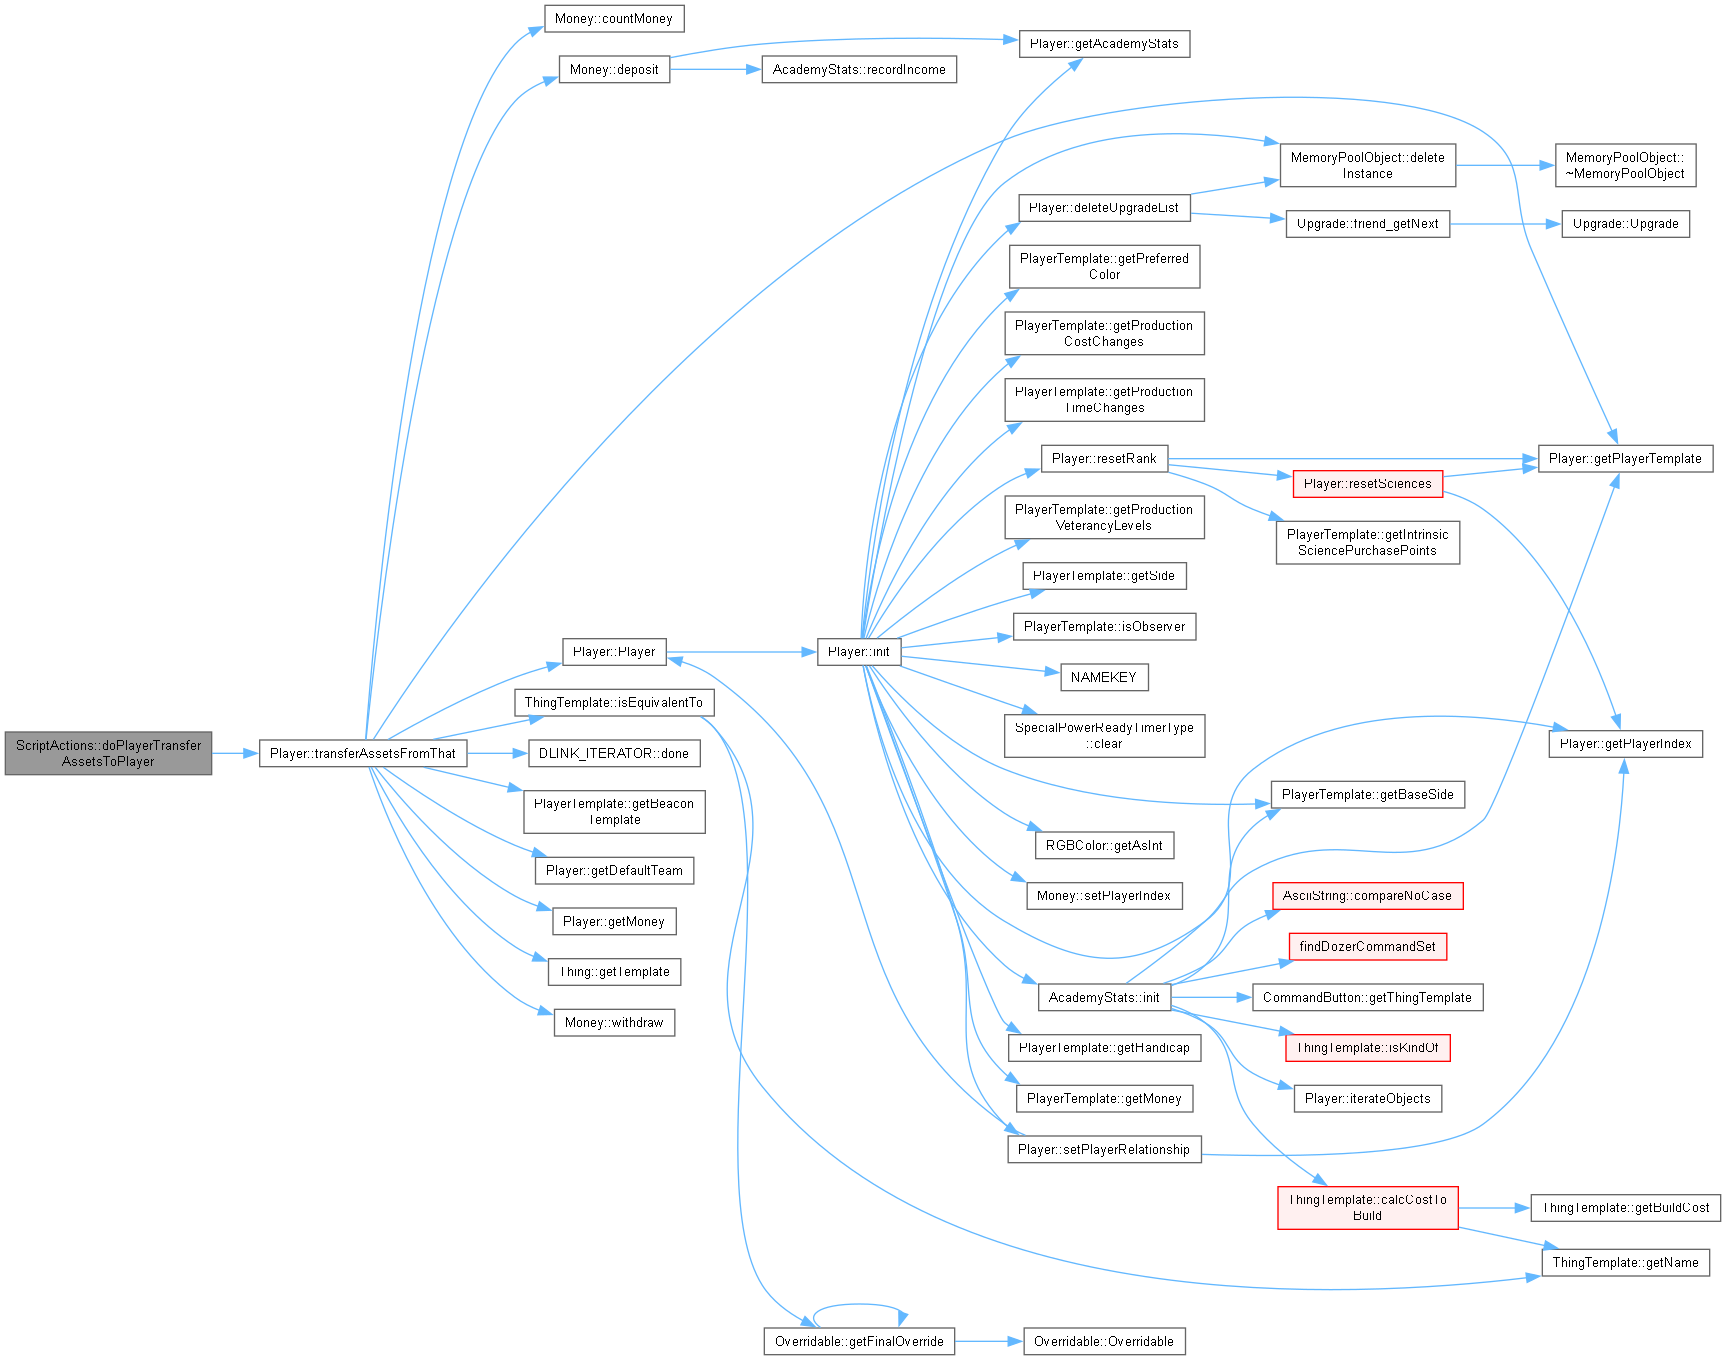 ScriptActions::doPlayerTransfer
AssetsToPlayer
Player::transferAssetsFromThat
Money::countMoney
Money::deposit
Player::Player
ThingTemplate::isEquivalentTo
DLINK_ITERATOR::done
PlayerTemplate::getBeacon
Template
Player::getDefaultTeam
Player::getMoney
Thing::getTemplate
Money::withdraw
AcademyStats::recordIncome
Player::init
Overridable::getFinalOverride
Player::getAcademyStats
Player::deleteUpgradeList
PlayerTemplate::getPreferred
Color
PlayerTemplate::getProduction
CostChanges
PlayerTemplate::getProduction
TimeChanges
Player::resetRank
PlayerTemplate::getProduction
VeterancyLevels
PlayerTemplate::getSide
PlayerTemplate::isObserver
NAMEKEY
SpecialPowerReadyTimerType
::clear
RGBColor::getAsInt
Money::setPlayerIndex
AcademyStats::init
PlayerTemplate::getHandicap
PlayerTemplate::getMoney
Player::setPlayerRelationship
Overridable::Overridable
MemoryPoolObject::delete
Instance
Upgrade::friend_getNext
Player::resetSciences
PlayerTemplate::getIntrinsic
SciencePurchasePoints
PlayerTemplate::getBaseSide
AsciiString::compareNoCase
findDozerCommandSet
CommandButton::getThingTemplate
ThingTemplate::isKindOf
Player::iterateObjects
ThingTemplate::calcCostTo
Build
MemoryPoolObject::
~MemoryPoolObject
Upgrade::Upgrade
Player::getPlayerTemplate
Player::getPlayerIndex
ThingTemplate::getBuildCost
ThingTemplate::getName